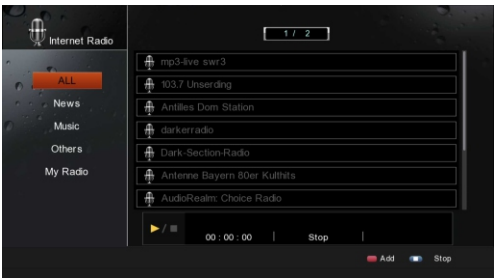 Internet Radio
1 / 2
ALL
News
Music
Others
My Radio
mp3-live swr3
103.7 Unserding
Antilles Dom Station
darkerradio
Dark-Section-Radio
Antenne Bayern 80er Kulthits
AudioRealm: Choice Radio
00 : 00 : 00 | Stop |
Add Stop